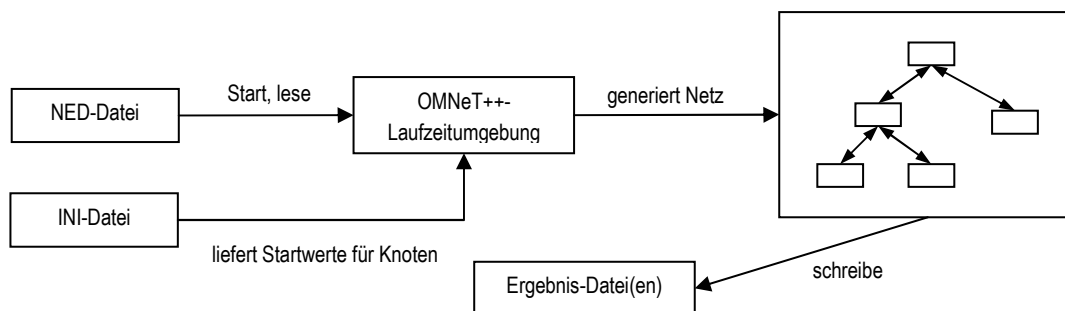 NED-Datei
Start, lese
OMNeT++-
Laufzeitumgebung
generiert Netz
INI-Datei
liefert Startwerte für Knoten
Ergebnis-Datei(en)
schreibe